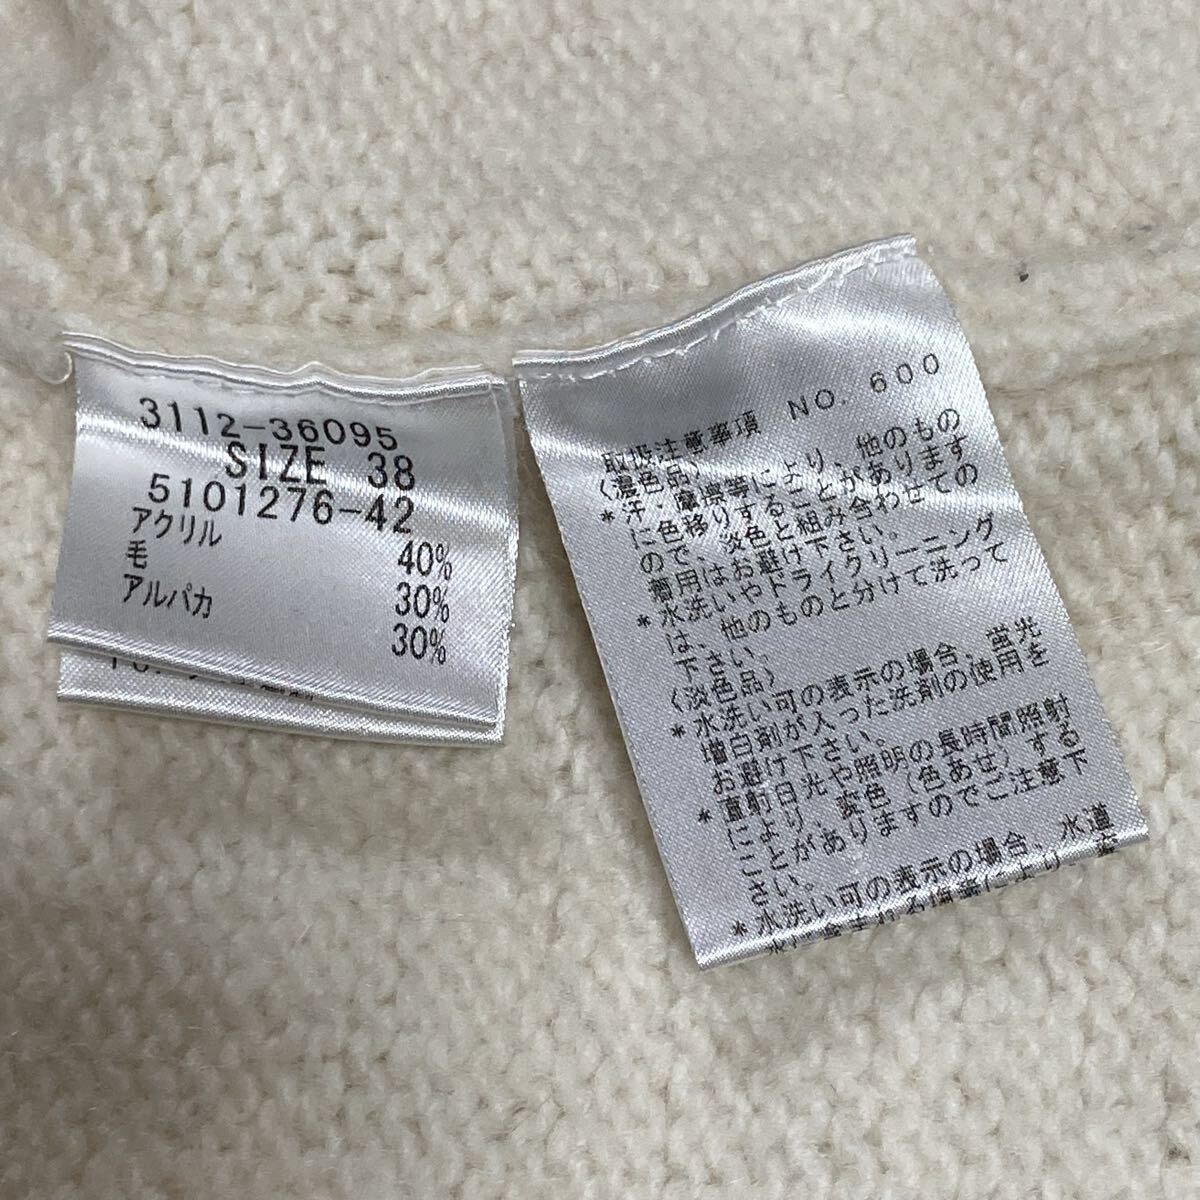 3112-36095
SIZE 38
5101276-42
アクリル 40%
毛 30%
アルパカ 30%
取扱注意事項 NO. 600
〈濃色品〉
*汗・摩擦等により、他のもの
に色移りすることがあります
ので、淡色と組み合わせての
着用はお避け下さい。
*水洗いやドライクリーニング
は、他のものと分けて洗って
下さい。
〈淡色品〉
*水洗い可の表示の場合、蛍光
増白剤が入った洗剤の使用を
お避け下さい。
*直射日光や照明の長時間照射
により、変色（色あせ）する
ことがありますのでご注意下
さい。
*水洗い可の表示の場合、水道
水に含まれる